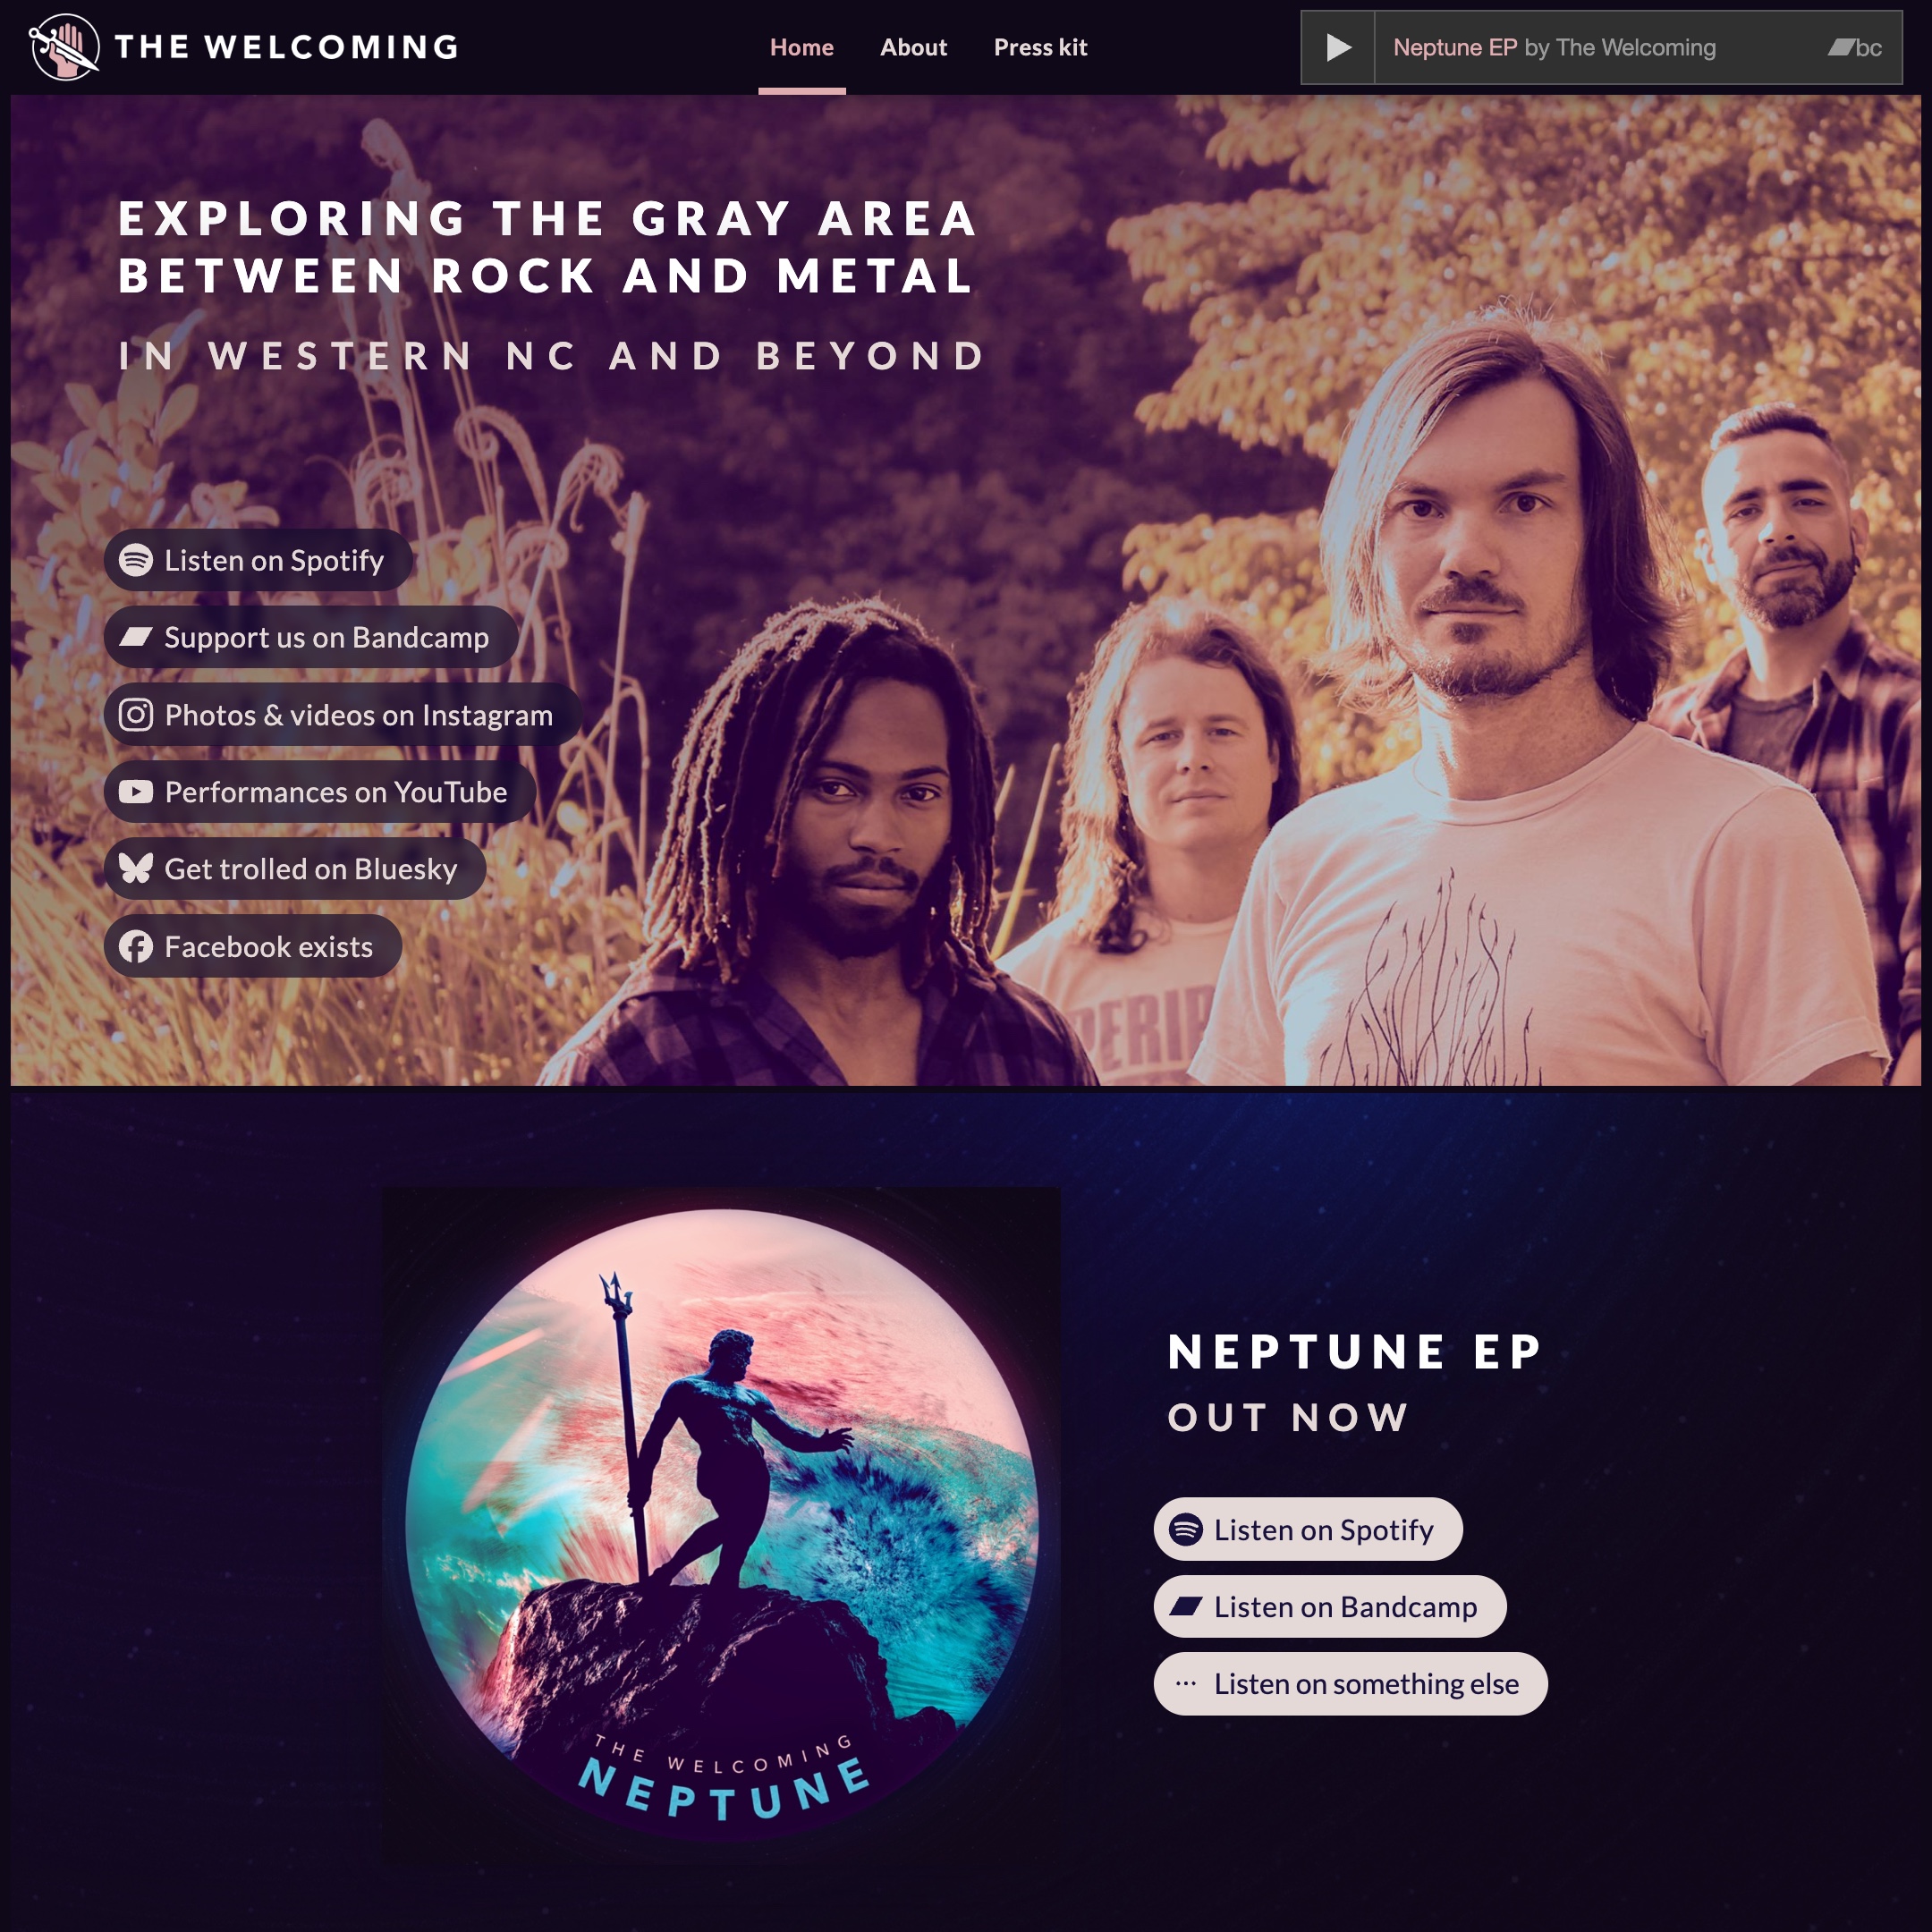 THE WELCOMING
Home
About
Press kit
Neptune EP by The Welcoming
bc
EXPLORING THE GRAY AREA
BETWEEN ROCK AND METAL
IN WESTERN NC AND BEYOND
Listen on Spotify
Support us on Bandcamp
Photos & videos on Instagram
Performances on YouTube
Get trolled on Bluesky
Facebook exists
PERIP
NEPTUNE EP
OUT NOW
Listen on Spotify
Listen on Bandcamp
··· Listen on something else
THE WELCOMING
NEPTUNE